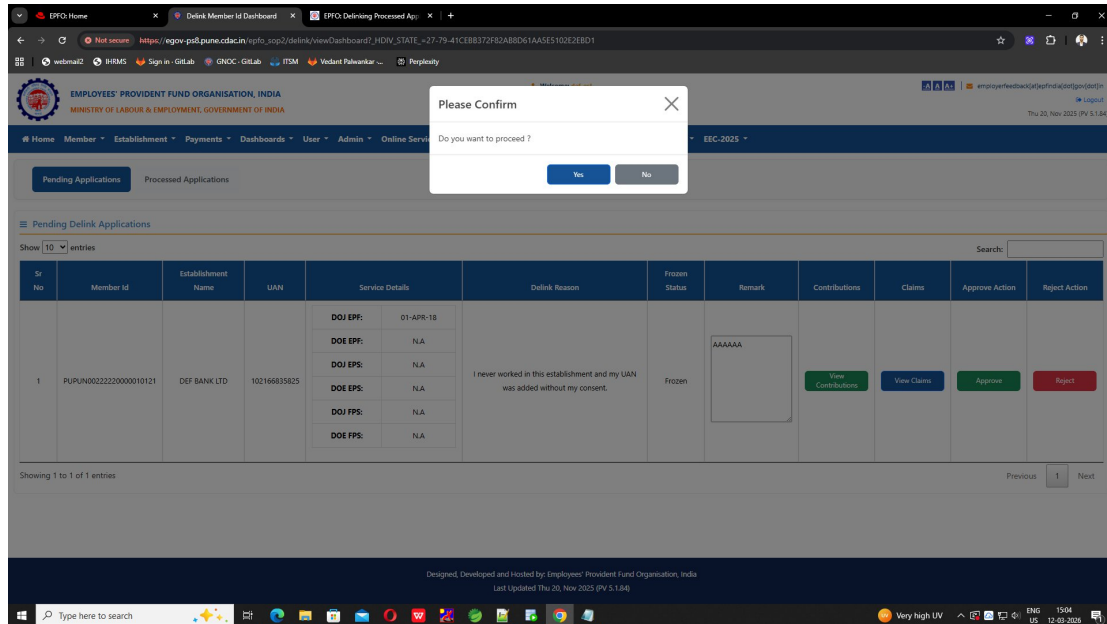 EPFO: Home
Delink Member Id Dashboard
EPFO: Delinking Processed App
Not secure https://egov-ps8.pune.cdac.in/epfo_sop2/delink/viewDashboard?_HDIV_STATE_=27-79-41CEBB372F82AB8D61AA5E5102E2EBD1
webmail2 IHRMS Sign in · GitLab GNOC · GitLab ITSM Vedant Palwankar -... Perplexity
EMPLOYEES' PROVIDENT FUND ORGANISATION, INDIA
MINISTRY OF LABOUR & EMPLOYMENT, GOVERNMENT OF INDIA
A A A+ employerfeedback[at]epfindia[dot]gov[dot]in
Logout
Thu 20, Nov 2025 (PV 5.1.84
Home Member Establishment Payments Dashboards User Admin Online Servi EEC-2025
Please Confirm
Do you want to proceed ?
Yes No
Pending Applications Processed Applications
Pending Delink Applications
Show 10 entries Search:
Sr No Member Id Establishment Name UAN Service Details Delink Reason Frozen Status Remark Contributions Claims Approve Action Reject Action
1 PUPUN00222220000010121 DEF BANK LTD 102166835825
DOJ EPF: 01-APR-18
DOE EPF: N.A
DOJ EPS: N.A
DOE EPS: N.A
DOJ FPS: N.A
DOE FPS: N.A
I never worked in this establishment and my UAN
was added without my consent.
Frozen
AAAAAA
View Contributions View Claims Approve Reject
Showing 1 to 1 of 1 entries Previous 1 Next
Designed, Developed and Hosted by: Employees' Provident Fund Organisation, India
Last Updated Thu 20, Nov 2025 (PV 5.1.84)
Type here to search
Very high UV ENG 15:04
US 12-03-2026